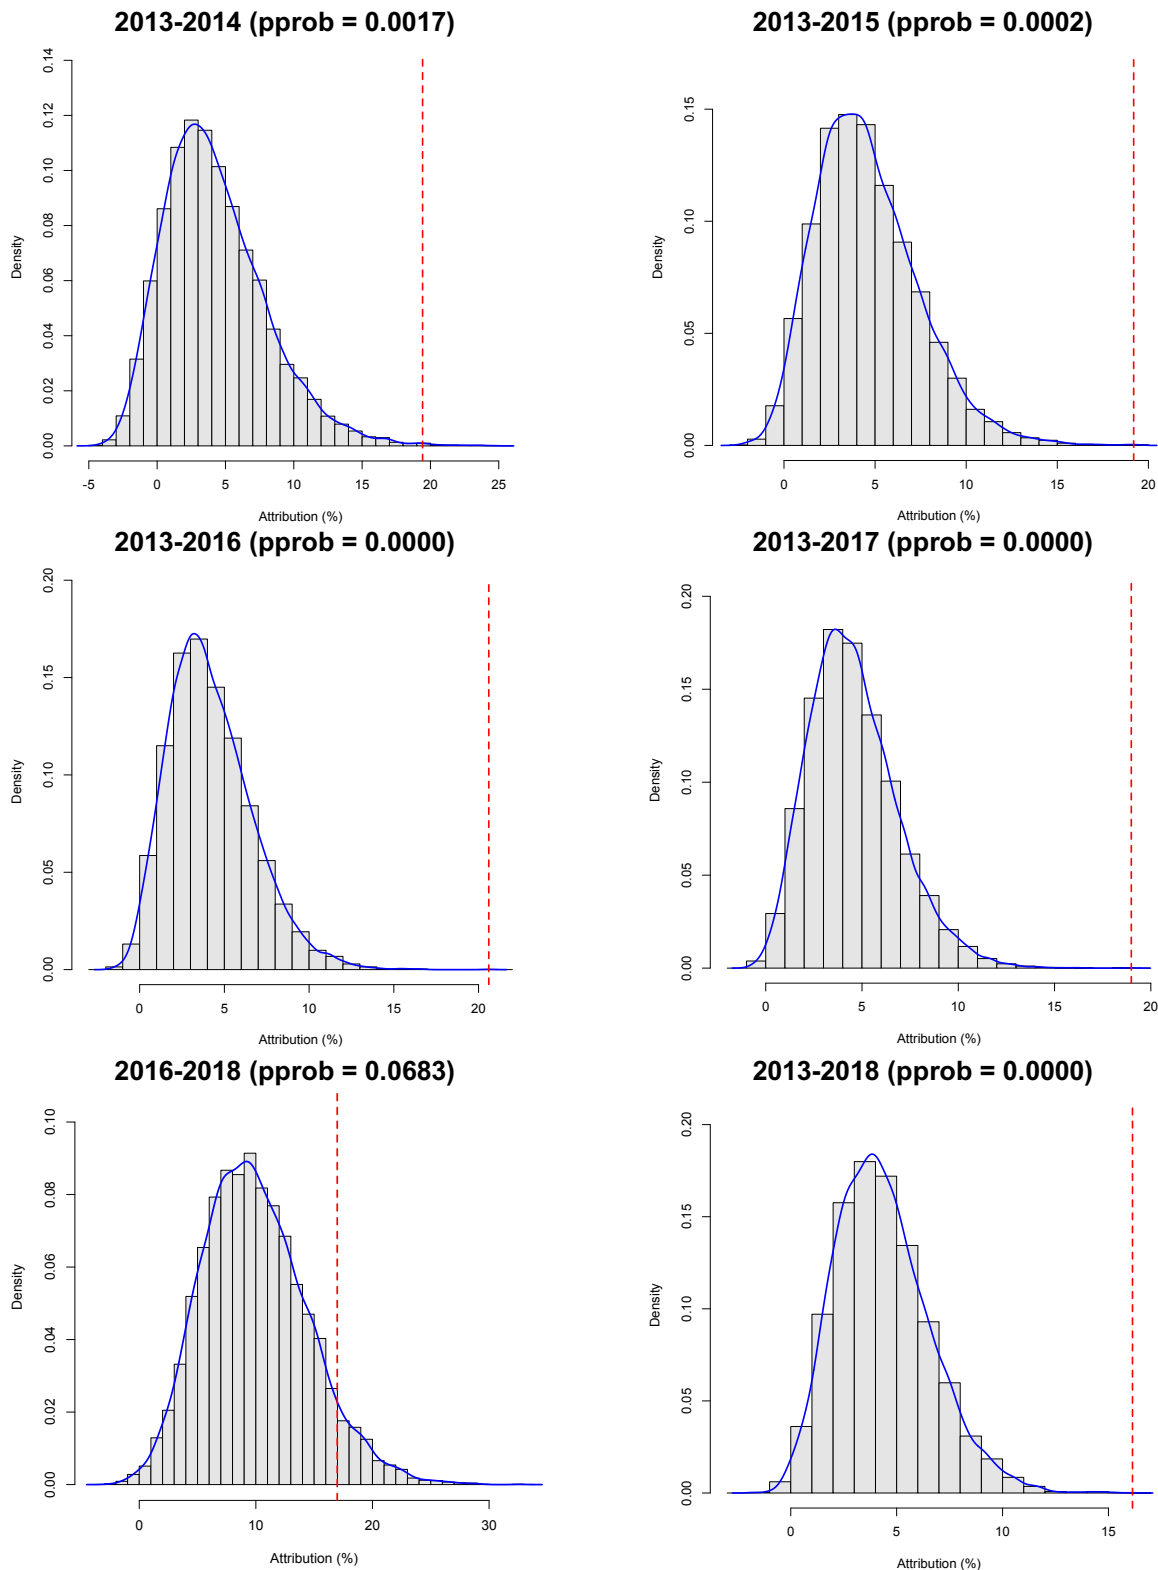 2013-2014 (pprob = 0.0017)
Density
0.00 0.02 0.04 0.06 0.08 0.10 0.12 0.14
-5 0 5 10 15 20 25
Attribution (%)
2013-2015 (pprob = 0.0002)
Density
0.00 0.05 0.10 0.15
0 5 10 15 20
Attribution (%)
2013-2016 (pprob = 0.0000)
Density
0.00 0.05 0.10 0.15 0.20
0 5 10 15 20
Attribution (%)
2013-2017 (pprob = 0.0000)
Density
0.00 0.05 0.10 0.15 0.20
0 5 10 15 20
Attribution (%)
2016-2018 (pprob = 0.0683)
Density
0.00 0.02 0.04 0.06 0.08 0.10
0 10 20 30
Attribution (%)
2013-2018 (pprob = 0.0000)
Density
0.00 0.05 0.10 0.15 0.20
0 5 10 15
Attribution (%)